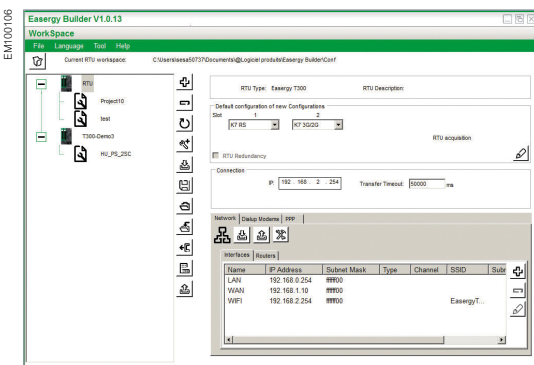 EM100106
Easergy Builder V1.0.13
WorkSpace
File Language Tool Help
Current RTU workspace: C:\Users\sesa50737\Documents\@Logiciel produits\Easergy Builder\Conf
RTU
Project10
test
T300-Demo3
HU_PS_2SC
RTU Type: Easergy T300 RTU Description:
Default configuration of new Configurations
Slot 1 2
K7 RS K7 3G/2G
RTU acquisition
RTU Redundancy
Connection
IP: 192 . 168 . 2 . 254 Transfer Timeout: 50000 ms
Network Dialup Modems PPP
Interfaces Routers
Name IP Address Subnet Mask Type Channel SSID Subr
LAN 192.168.0.254 ffffff00
WAN 192.168.1.10 ffffff00
WIFI 192.168.2.254 ffffff00 EasergyT...